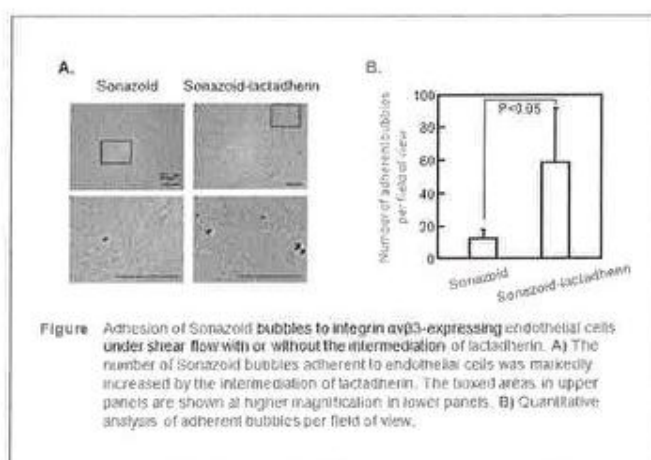 A.
Sonazoid Sonazoid-lactadherin
B.
Number of adherent bubbles
per field of view
100
80
60
40
20
0
P<0.05
Sonazoid
Sonazoid-lactadherin
Figure Adhesion of Sonazoid bubbles to integrin αvβ3-expressing endothelial cells
under shear flow with or without the intermediation of lactadherin. A) The
number of Sonazoid bubbles adherent to endothelial cells was markedly
increased by the intermediation of lactadherin. The boxed areas in upper
panels are shown at higher magnification in lower panels. B) Quantitative
analysis of adherent bubbles per field of view.